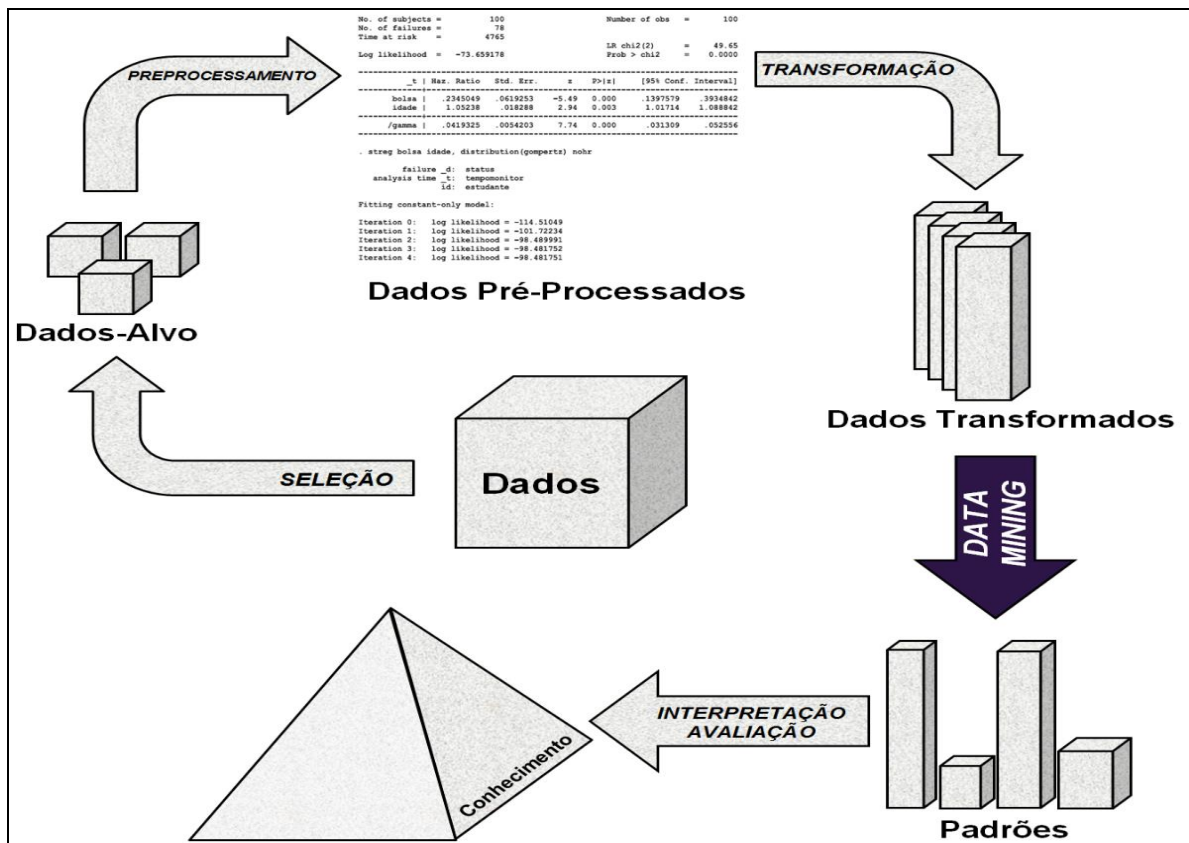 No. of subjects = 100 Number of obs = 100
No. of failures = 78
Time at risk = 4765
LR chi2(2) = 49.65
Log likelihood = -73.659178 Prob > chi2 = 0.0000
_t | Haz. Ratio Std. Err. z P>|z| [95% Conf. Interval]
bolsa | .2345049 .0619253 -5.49 0.000 .1397579 .3934842
idade | 1.05238 .018288 2.94 0.003 1.01714 1.088842
/gamma | .0419325 .0054203 7.74 0.000 .031309 .052556
. streg bolsa idade, distribution(gompertz) nohr
failure _d: status
analysis time _t: tempomonitor
id: estudante
Fitting constant-only model:
Iteration 0: log likelihood = -114.51049
Iteration 1: log likelihood = -101.72234
Iteration 2: log likelihood = -98.489991
Iteration 3: log likelihood = -98.481752
Iteration 4: log likelihood = -98.481751
PREPROCESSAMENTO
TRANSFORMAÇÃO
Dados Pré-Processados
Dados-Alvo
Dados Transformados
SELEÇÃO
Dados
DATA
MINING
INTERPRETAÇÃO
AVALIAÇÃO
Conhecimento
Padrões